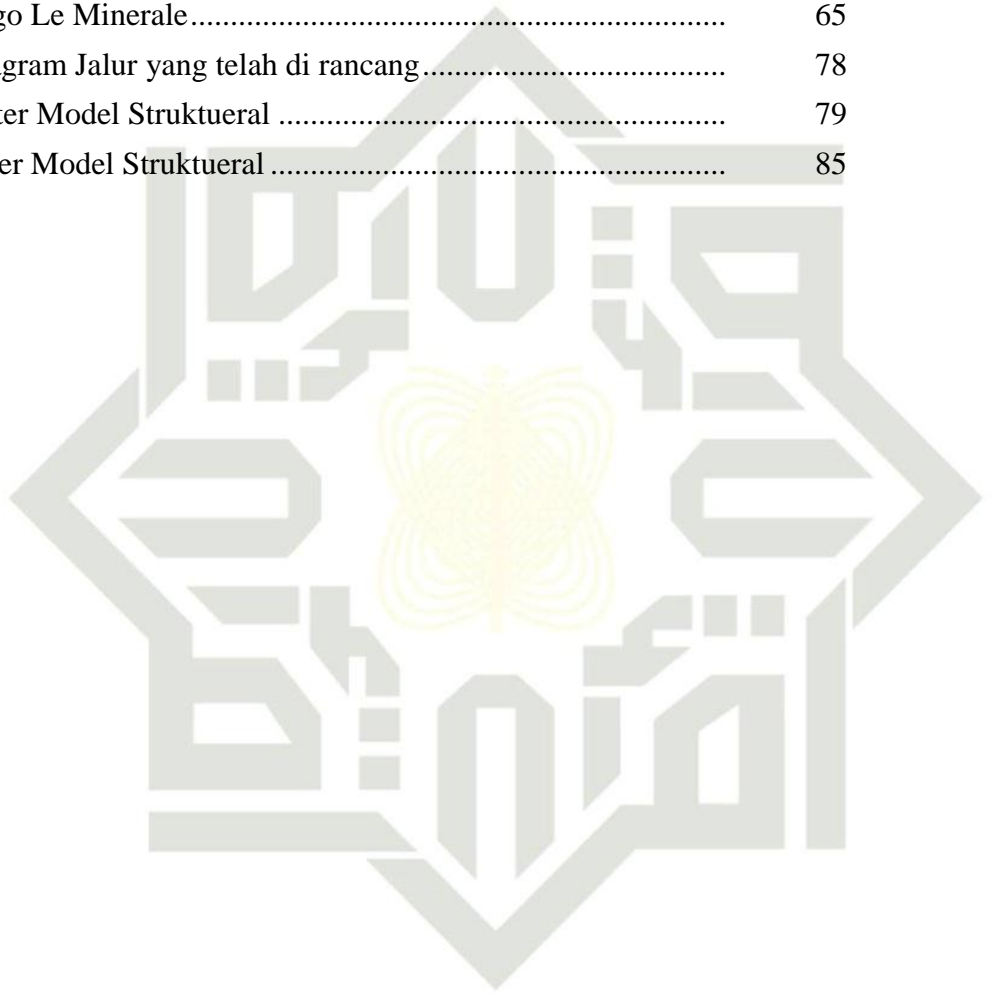 go Le Minerale........................................................................ 65
gram Jalur yang telah di rancang...................................... 78
ter Model Struktueral ......................................................... 79
er Model Struktueral .......................................................... 85